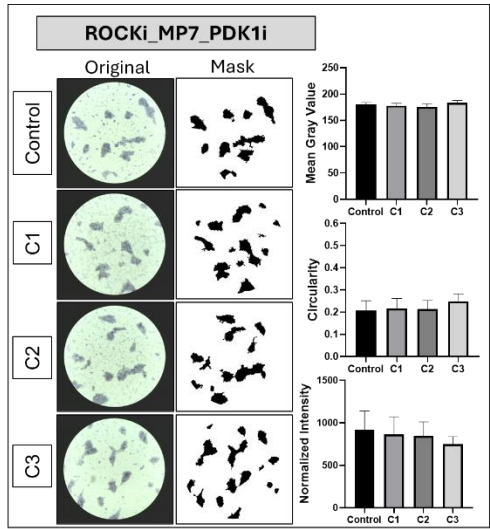 ROCKi_MP7_PDK1i
Original
Mask
Control
C1
C2
C3
Mean Gray Value
250
200
150
100
50
0
Control C1 C2 C3
Circularity
0.6
0.5
0.4
0.3
0.2
0.1
0.0
Control C1 C2 C3
Normalized Intensity
1500
1000
500
0
Control C1 C2 C3